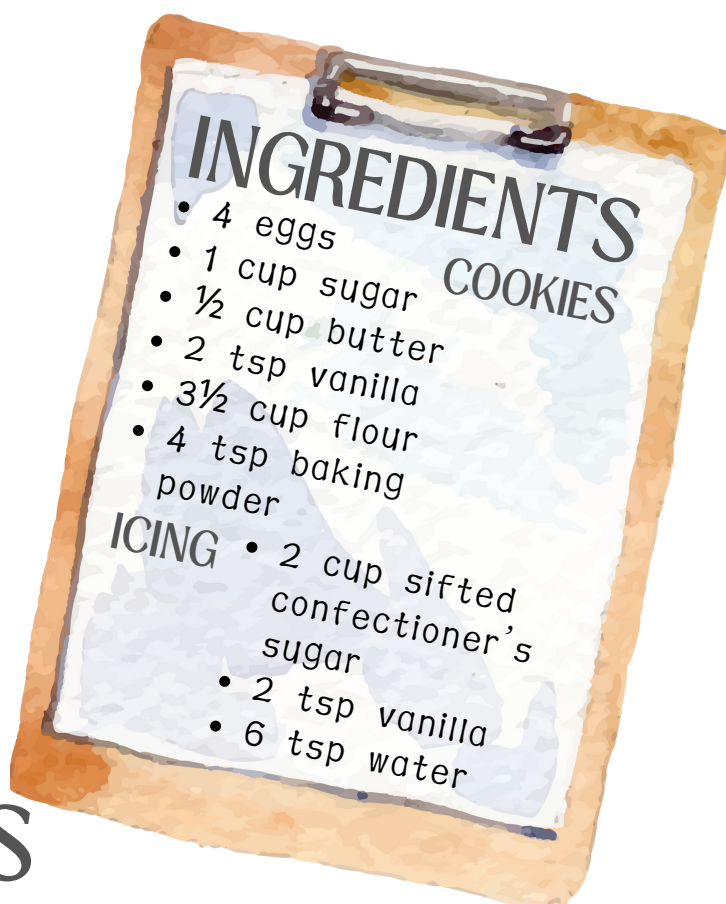 INGREDIENTS
COOKIES
• 4 eggs
• 1 cup sugar
• ½ cup butter
• 2 tsp vanilla
• 3½ cup flour
• 4 tsp baking
powder
ICING
• 2 cup sifted
confectioner's
sugar
• 2 tsp vanilla
• 6 tsp water
S